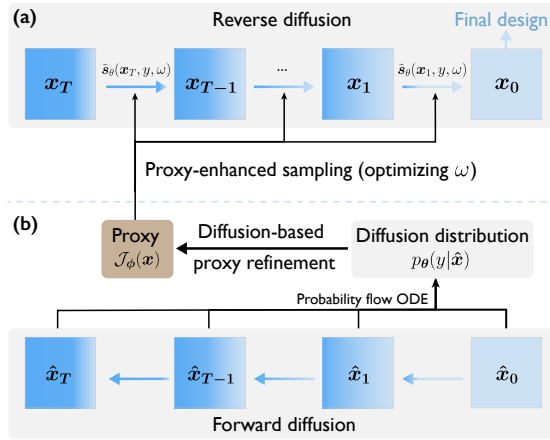 (a) Reverse diffusion Final design
x_T s̃_θ(x_T, y, ω) x_{T−1} ... x_1 s̃_θ(x_1, y, ω) x_0
Proxy-enhanced sampling (optimizing ω)
(b)
Proxy
J_ϕ(x)
Diffusion-based
proxy refinement
Diffusion distribution
p_θ(y|x̂)
Probability flow ODE
x̂_T x̂_{T−1} x̂_1 x̂_0
Forward diffusion